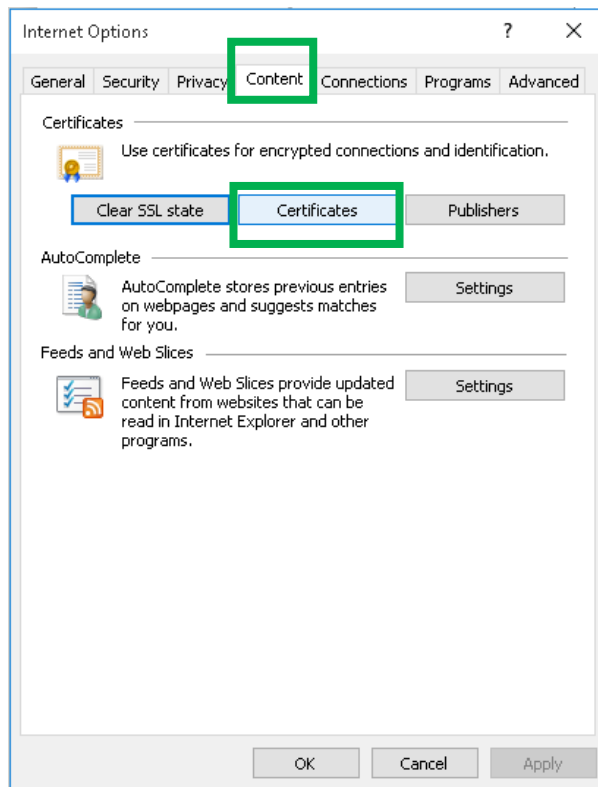 Internet Options ?
General Security Privacy Content Connections Programs Advanced
Certificates
Use certificates for encrypted connections and identification.
Clear SSL state Certificates Publishers
AutoComplete
AutoComplete stores previous entries
on webpages and suggests matches
for you.
Settings
Feeds and Web Slices
Feeds and Web Slices provide updated
content from websites that can be
read in Internet Explorer and other
programs.
Settings
OK Cancel Apply